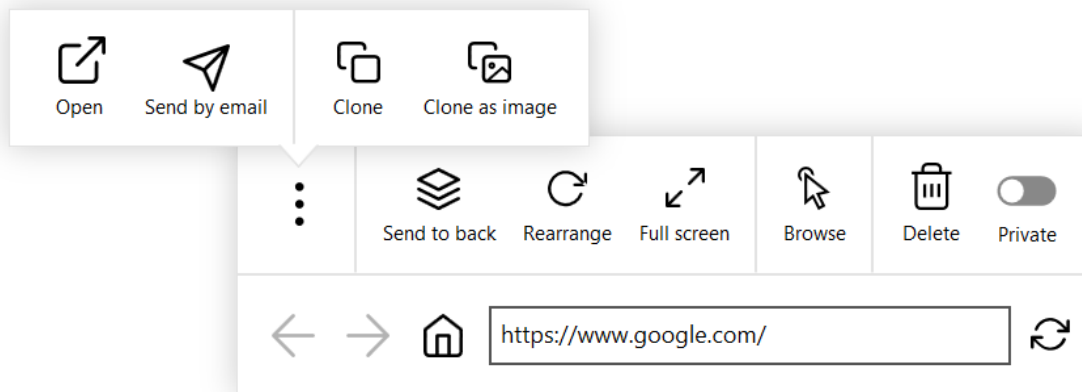 Open
Send by email
Clone
Clone as image
Send to back
Rearrange
Full screen
Browse
Delete
Private
https://www.google.com/